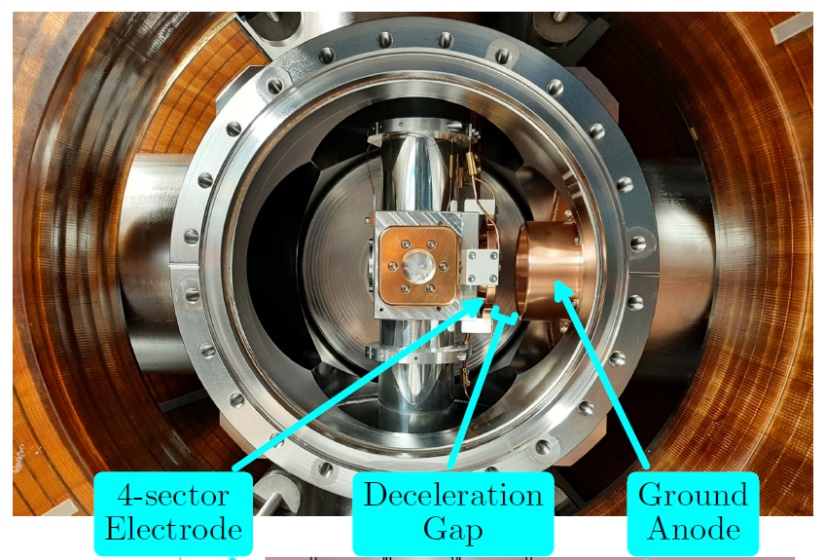 4-sector
Electrode
Deceleration
Gap
Ground
Anode